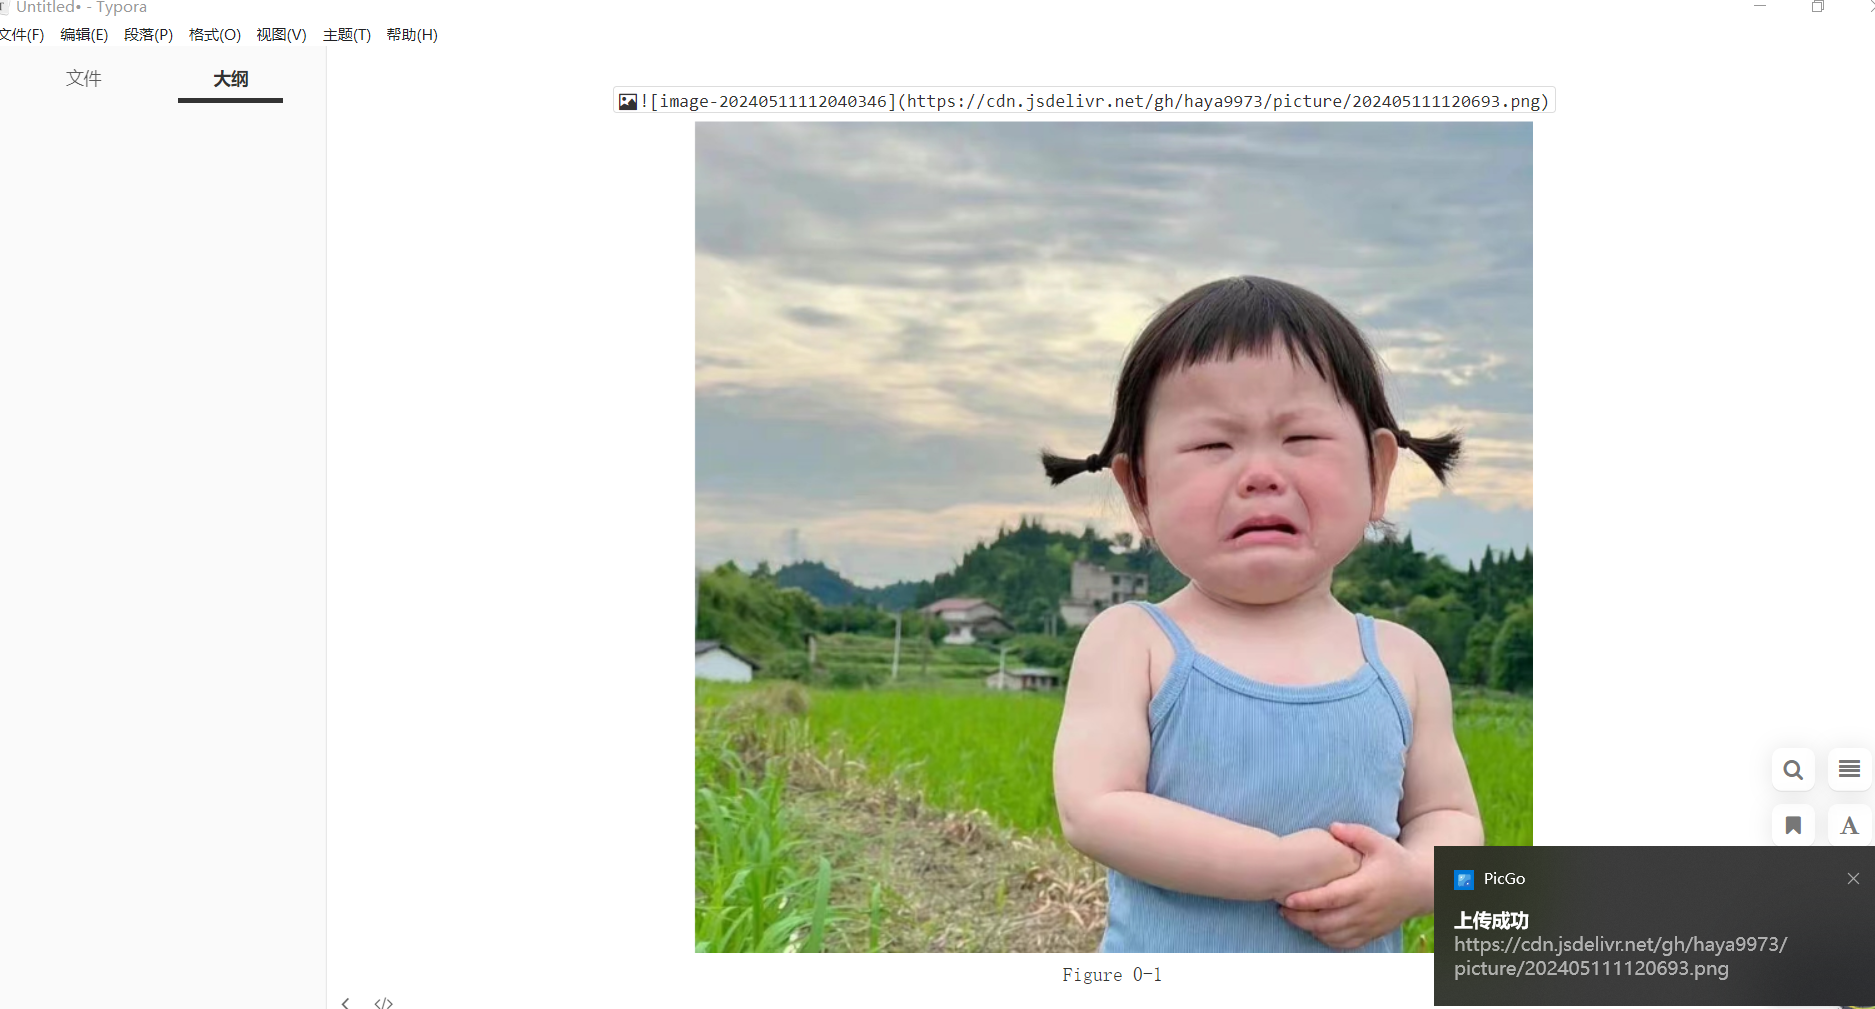 Untitled• - Typora
文件(F) 编辑(E) 段落(P) 格式(O) 视图(V) 主题(T) 帮助(H)
文件 大纲
![image-20240511112040346](https://cdn.jsdelivr.net/gh/haya9973/picture/202405111120693.png)
A
PicGo
上传成功
https://cdn.jsdelivr.net/gh/haya9973/
picture/202405111120693.png
Figure 0-1